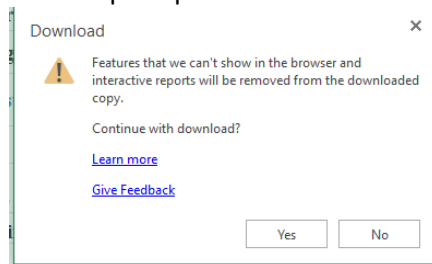 Download
Features that we can't show in the browser and
interactive reports will be removed from the downloaded
copy.
Continue with download?
Learn more
Give Feedback
Yes No